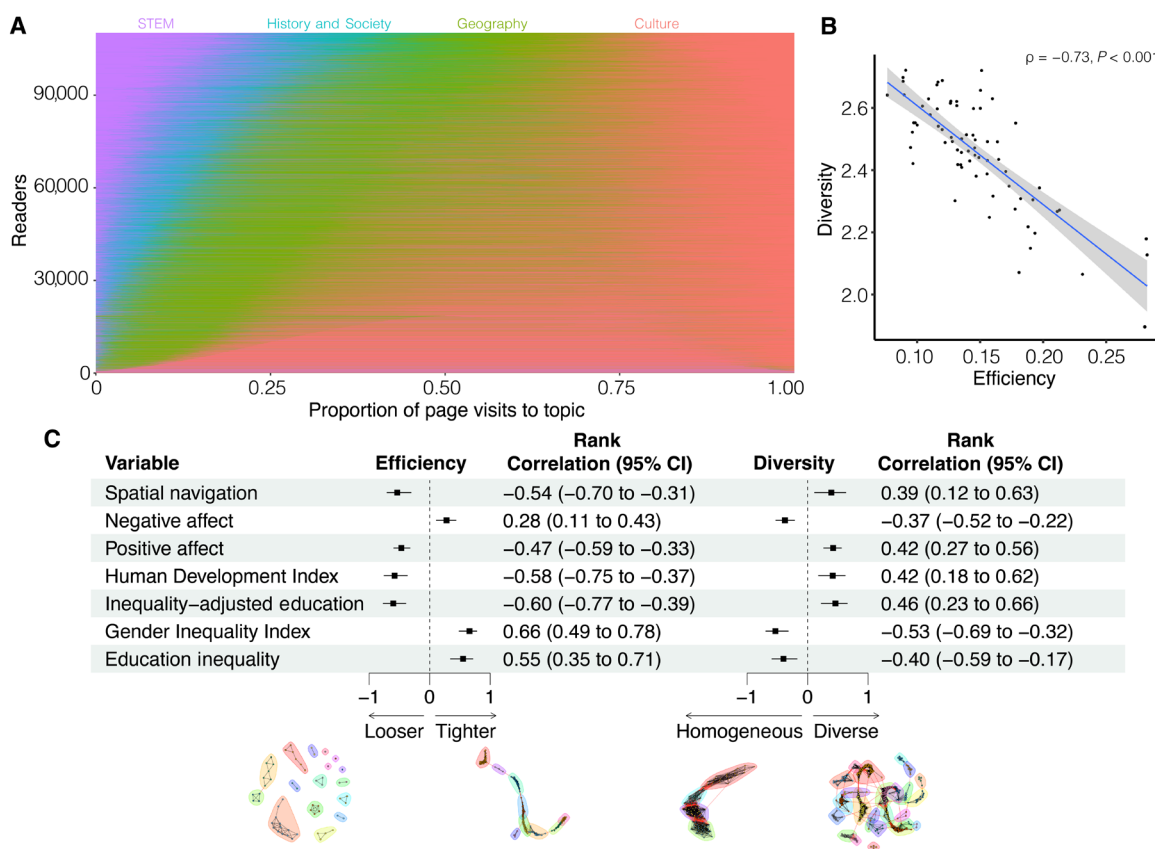 A
STEM History and Society Geography Culture
Readers
90,000
60,000
30,000
0
0 0.25 0.50 0.75 1.00
Proportion of page visits to topic
B
ρ = −0.73, P < 0.001
Diversity
2.6
2.4
2.2
2.0
0.10 0.15 0.20 0.25
Efficiency
C
Rank Rank
Variable Efficiency Correlation (95% CI) Diversity Correlation (95% CI)
Spatial navigation −0.54 (−0.70 to −0.31) 0.39 (0.12 to 0.63)
Negative affect 0.28 (0.11 to 0.43) −0.37 (−0.52 to −0.22)
Positive affect −0.47 (−0.59 to −0.33) 0.42 (0.27 to 0.56)
Human Development Index −0.58 (−0.75 to −0.37) 0.42 (0.18 to 0.62)
Inequality−adjusted education −0.60 (−0.77 to −0.39) 0.46 (0.23 to 0.66)
Gender Inequality Index 0.66 (0.49 to 0.78) −0.53 (−0.69 to −0.32)
Education inequality 0.55 (0.35 to 0.71) −0.40 (−0.59 to −0.17)
−1 0 1 −1 0 1
Looser Tighter Homogeneous Diverse